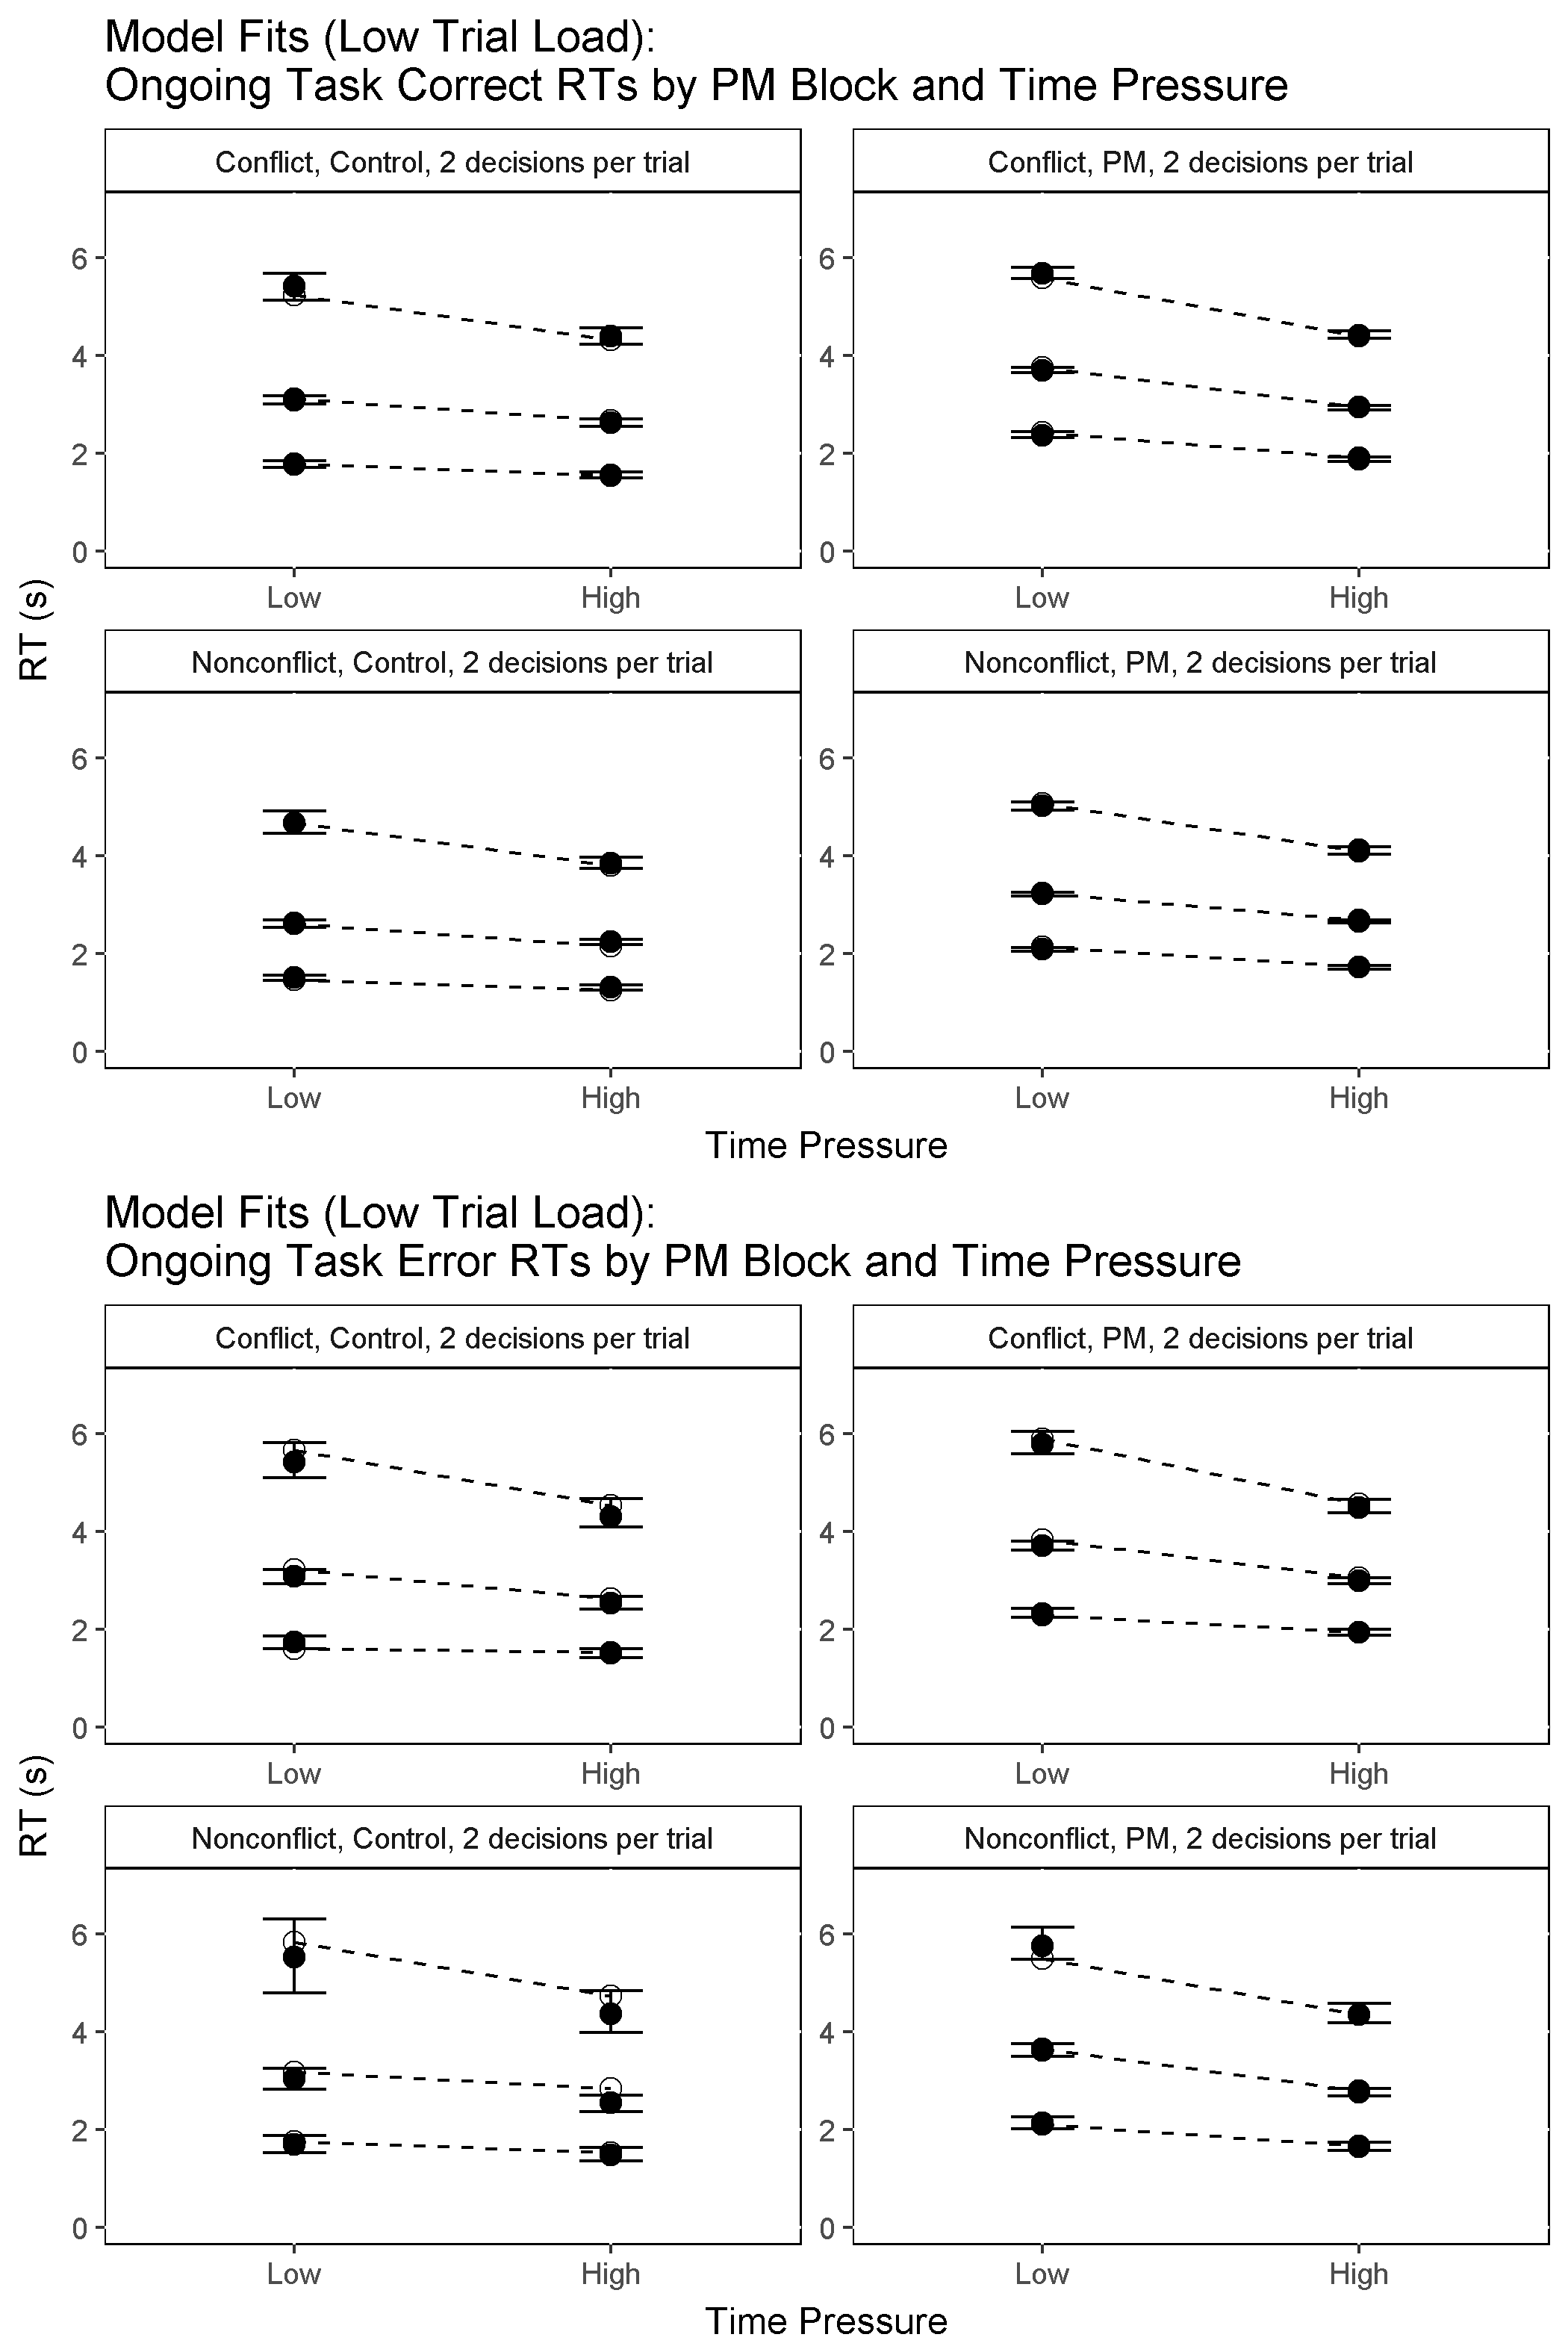 Model Fits (Low Trial Load):
Ongoing Task Correct RTs by PM Block and Time Pressure
Conflict, Control, 2 decisions per trial
Conflict, PM, 2 decisions per trial
6
4
2
0
6
4
2
0
Low
High
Low
High
RT (s)
Nonconflict, Control, 2 decisions per trial
Nonconflict, PM, 2 decisions per trial
6
4
2
0
6
4
2
0
Low
High
Low
High
Time Pressure
Model Fits (Low Trial Load):
Ongoing Task Error RTs by PM Block and Time Pressure
Conflict, Control, 2 decisions per trial
Conflict, PM, 2 decisions per trial
6
4
2
0
6
4
2
0
Low
High
Low
High
RT (s)
Nonconflict, Control, 2 decisions per trial
Nonconflict, PM, 2 decisions per trial
6
4
2
0
6
4
2
0
Low
High
Low
High
Time Pressure